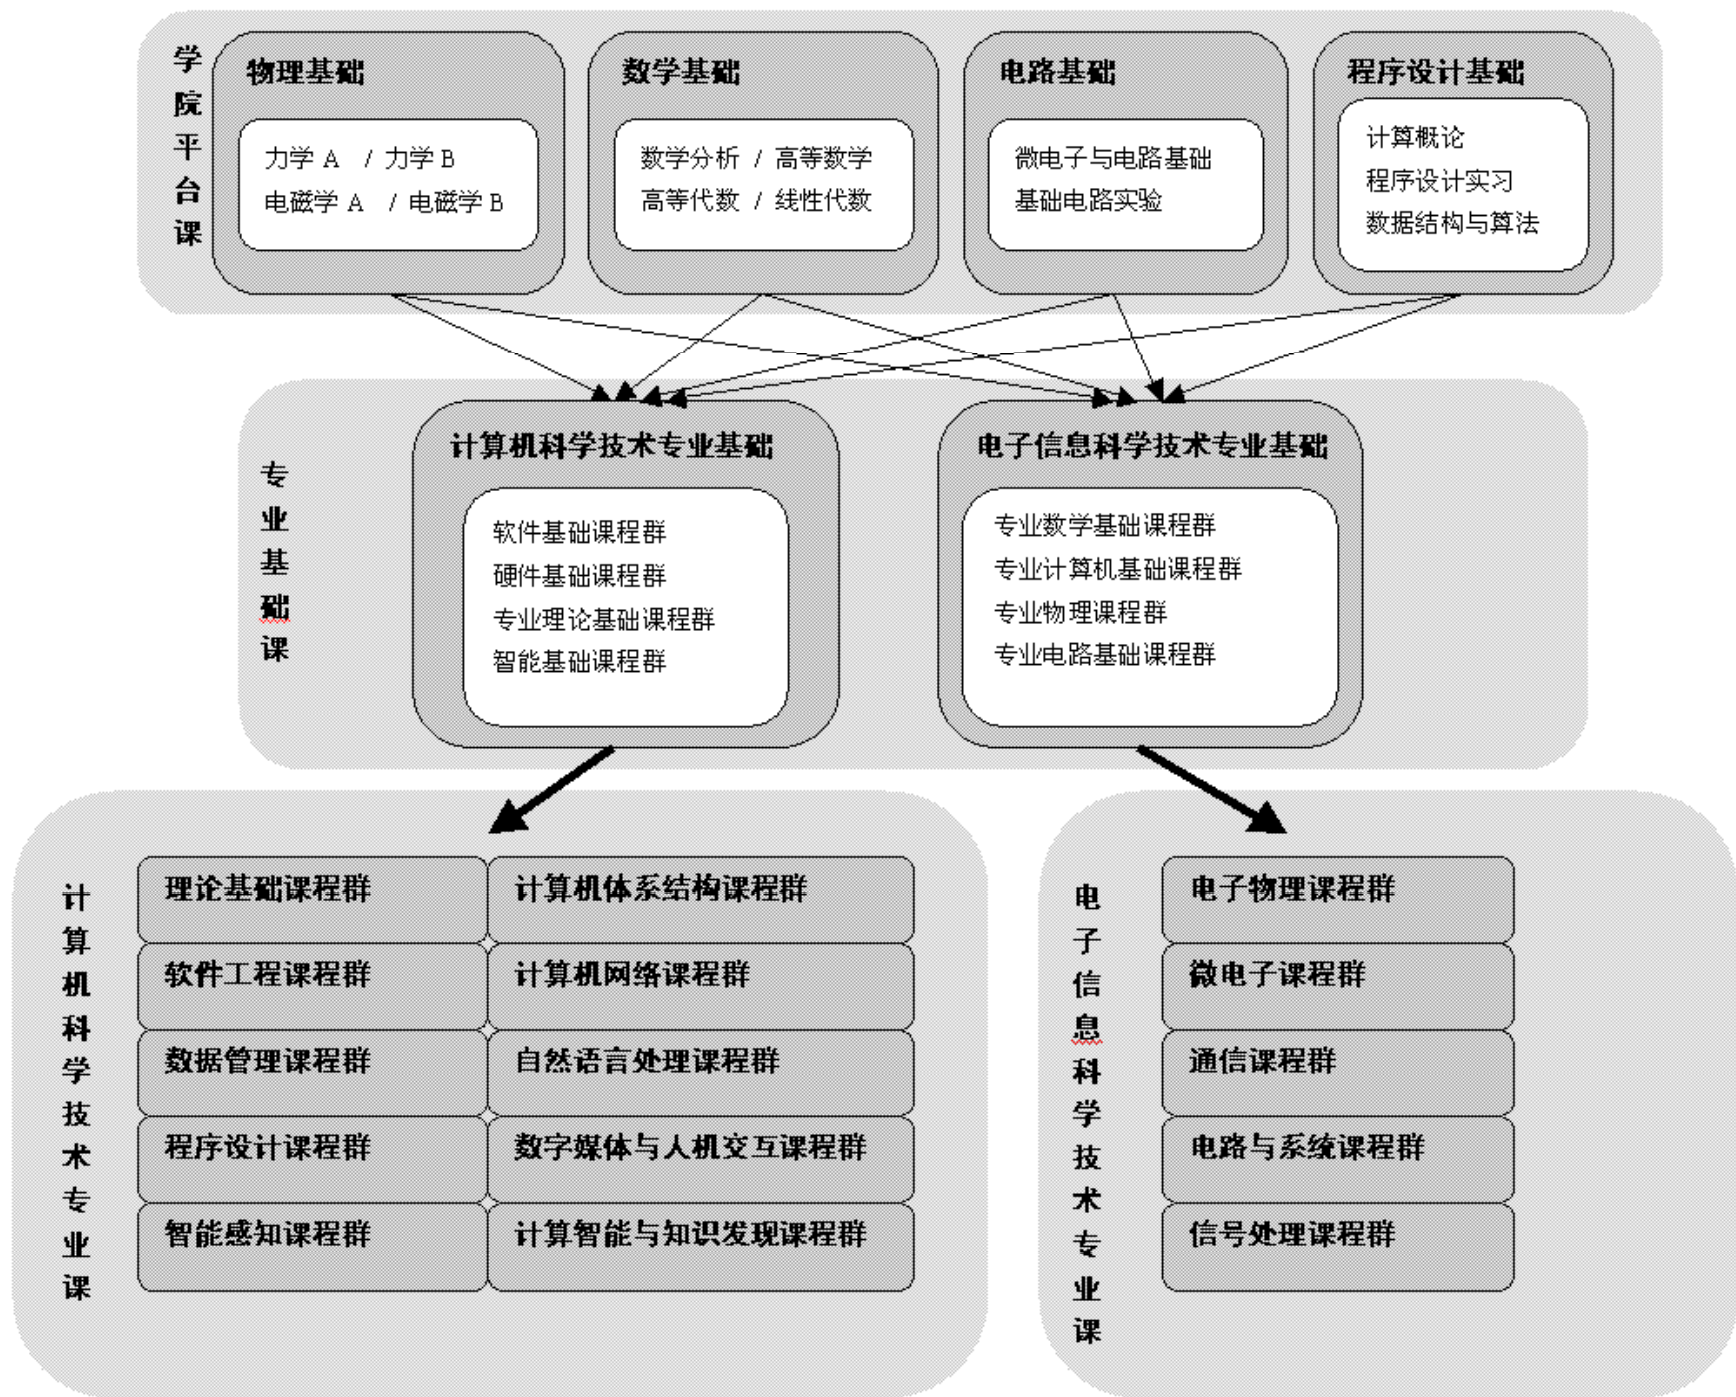 学院平台课
物理基础
力学 A / 力学 B
电磁学 A / 电磁学 B
数学基础
数学分析 / 高等数学
高等代数 / 线性代数
电路基础
微电子与电路基础
基础电路实验
程序设计基础
计算概论
程序设计实习
数据结构与算法
专业基础课
计算机科学技术专业基础
软件基础课程群
硬件基础课程群
专业理论基础课程群
智能基础课程群
电子信息科学技术专业基础
专业数学基础课程群
专业计算机基础课程群
专业物理课程群
专业电路基础课程群
计算机科学技术专业课
理论基础课程群
计算机体系结构课程群
软件工程课程群
计算机网络课程群
数据管理课程群
自然语言处理课程群
程序设计课程群
数字媒体与人机交互课程群
智能感知课程群
计算智能与知识发现课程群
电子信息科学技术专业课
电子物理课程群
微电子课程群
通信课程群
电路与系统课程群
信号处理课程群